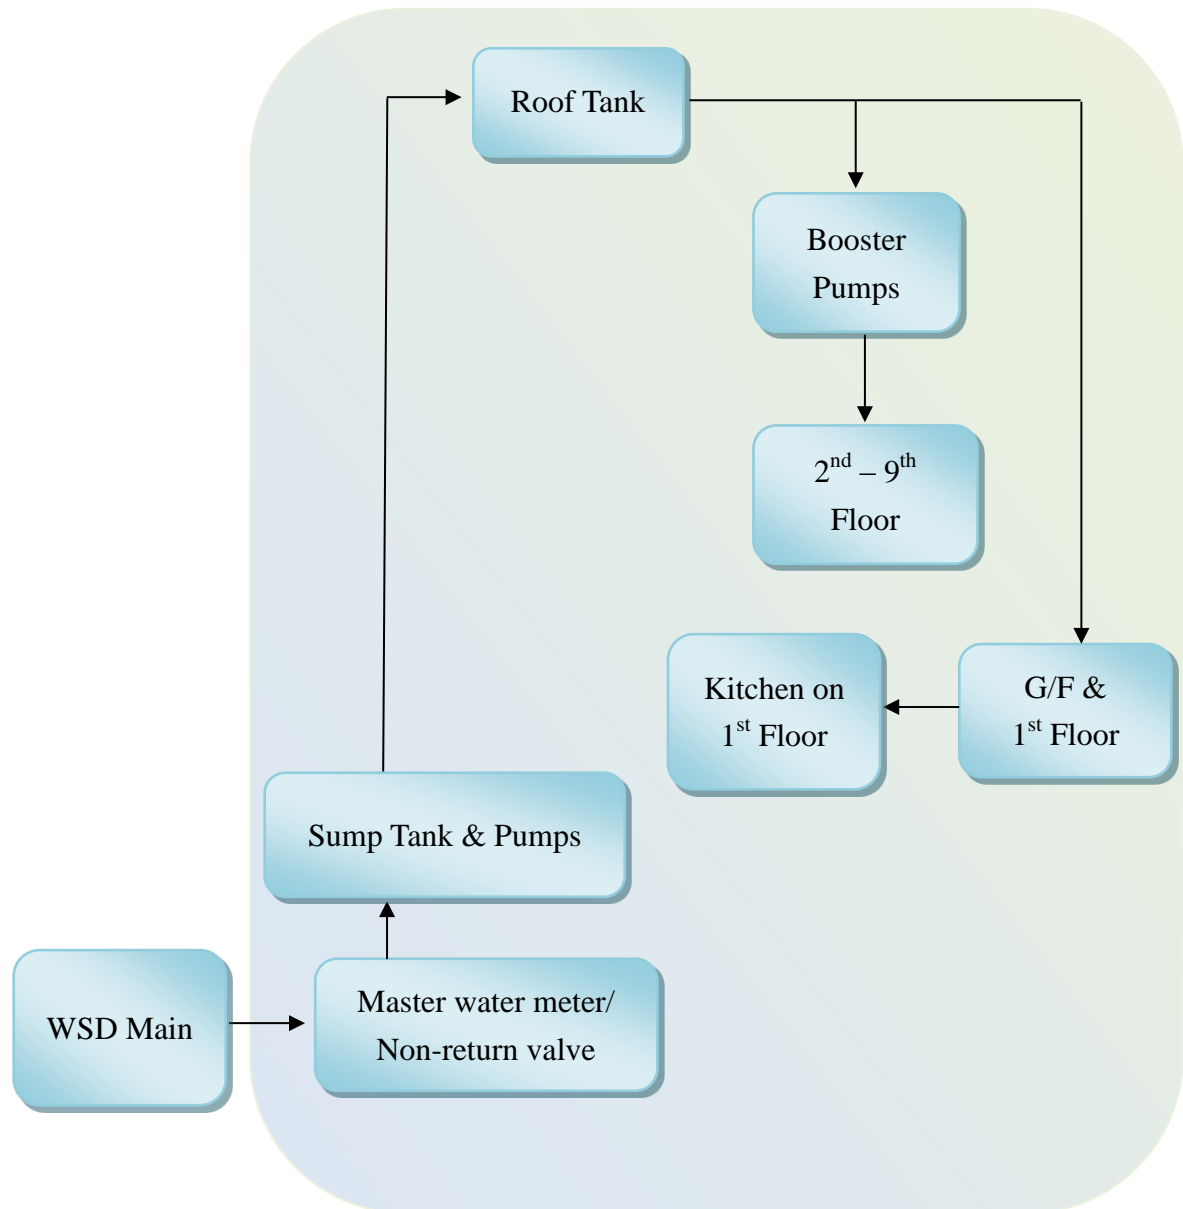 Roof Tank
Booster
Pumps
2nd – 9th
Floor
Kitchen on
1st Floor
G/F &
1st Floor
Sump Tank & Pumps
WSD Main
Master water meter/
Non-return valve